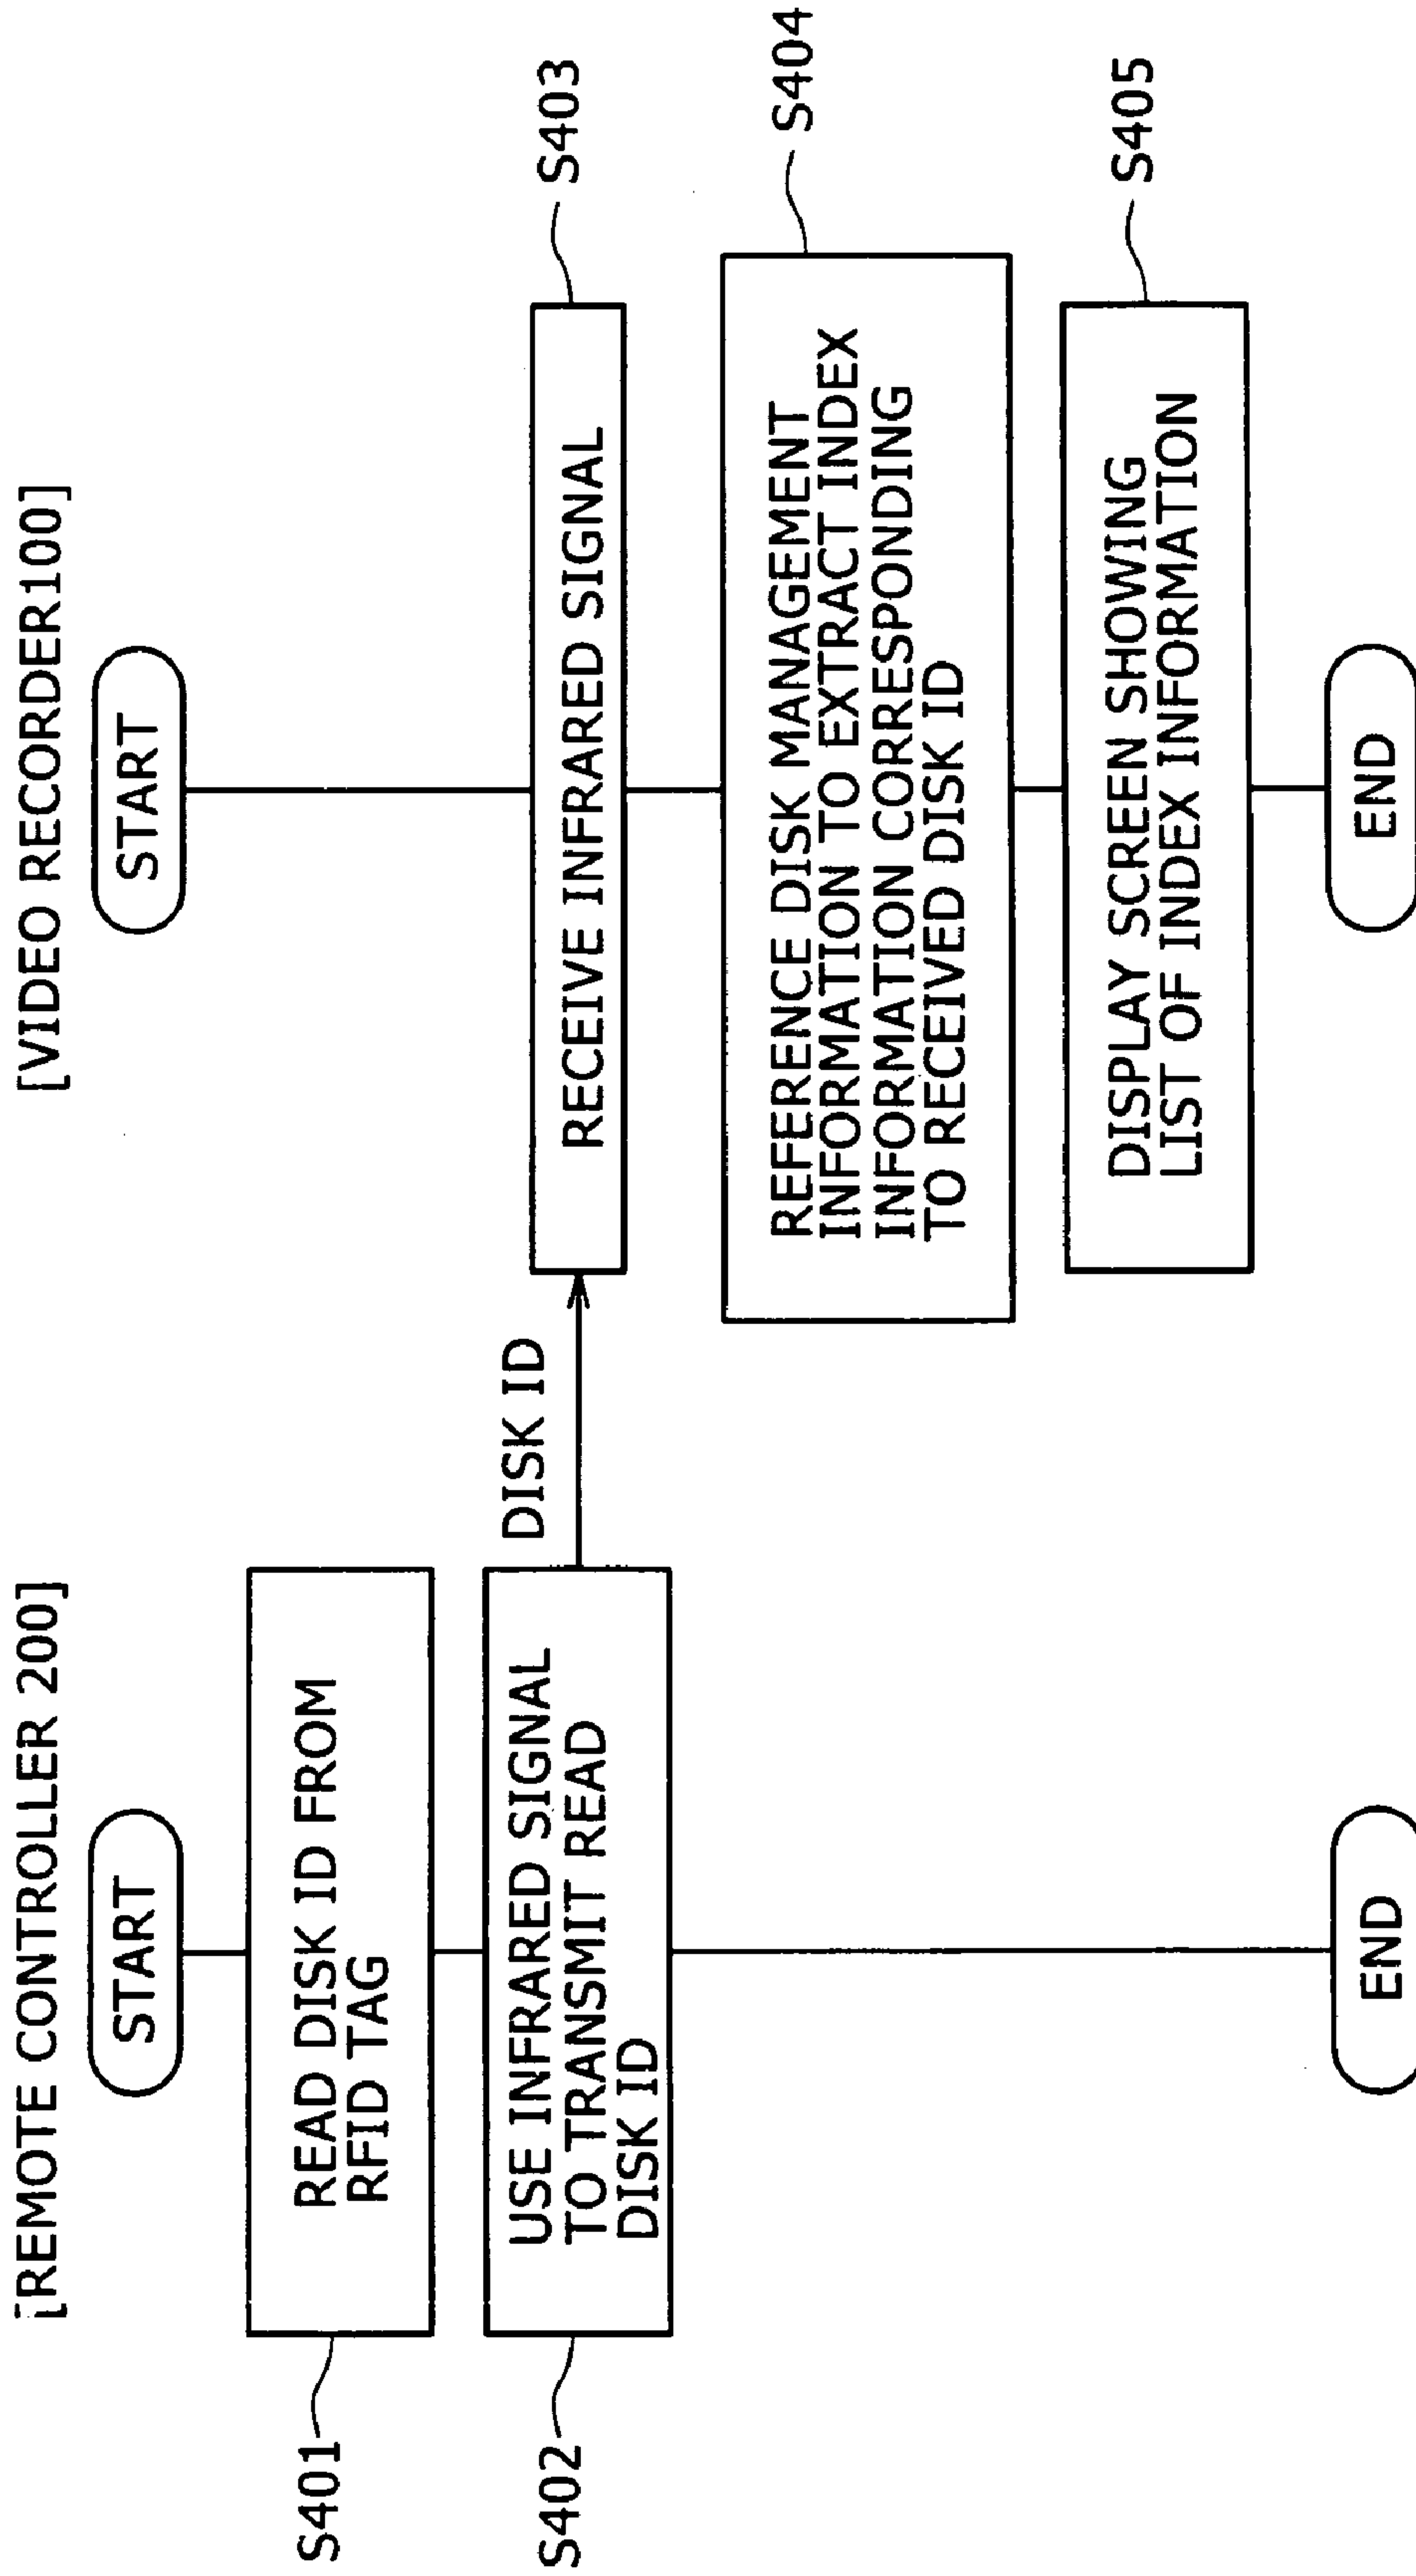 [REMOTE CONTROLLER 200]
START
S401
READ DISK ID FROM
RFID TAG
S402
USE INFRARED SIGNAL
TO TRANSMIT READ
DISK ID
END
DISK ID
[VIDEO RECORDER100]
START
RECEIVE INFRARED SIGNAL
S403
REFERENCE DISK MANAGEMENT
INFORMATION TO EXTRACT INDEX
INFORMATION CORRESPONDING
TO RECEIVED DISK ID
S404
DISPLAY SCREEN SHOWING
LIST OF INDEX INFORMATION
S405
END